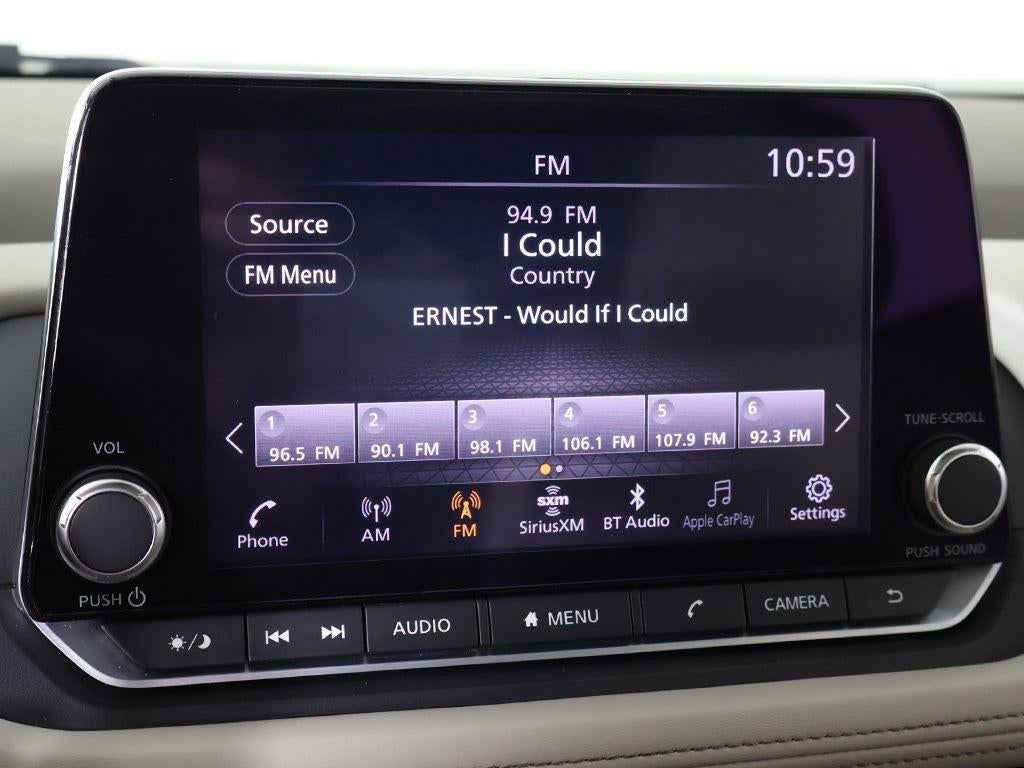 FM
10:59
Source
94.9 FM
I Could
FM Menu
Country
ERNEST - Would If I Could
1
96.5 FM
2
90.1 FM
3
98.1 FM
4
106.1 FM
5
107.9 FM
6
92.3 FM
VOL
TUNE·SCROLL
Phone
AM
FM
sxm
SiriusXM
BT Audio
Apple CarPlay
Settings
PUSH
PUSH SOUND
AUDIO
MENU
CAMERA